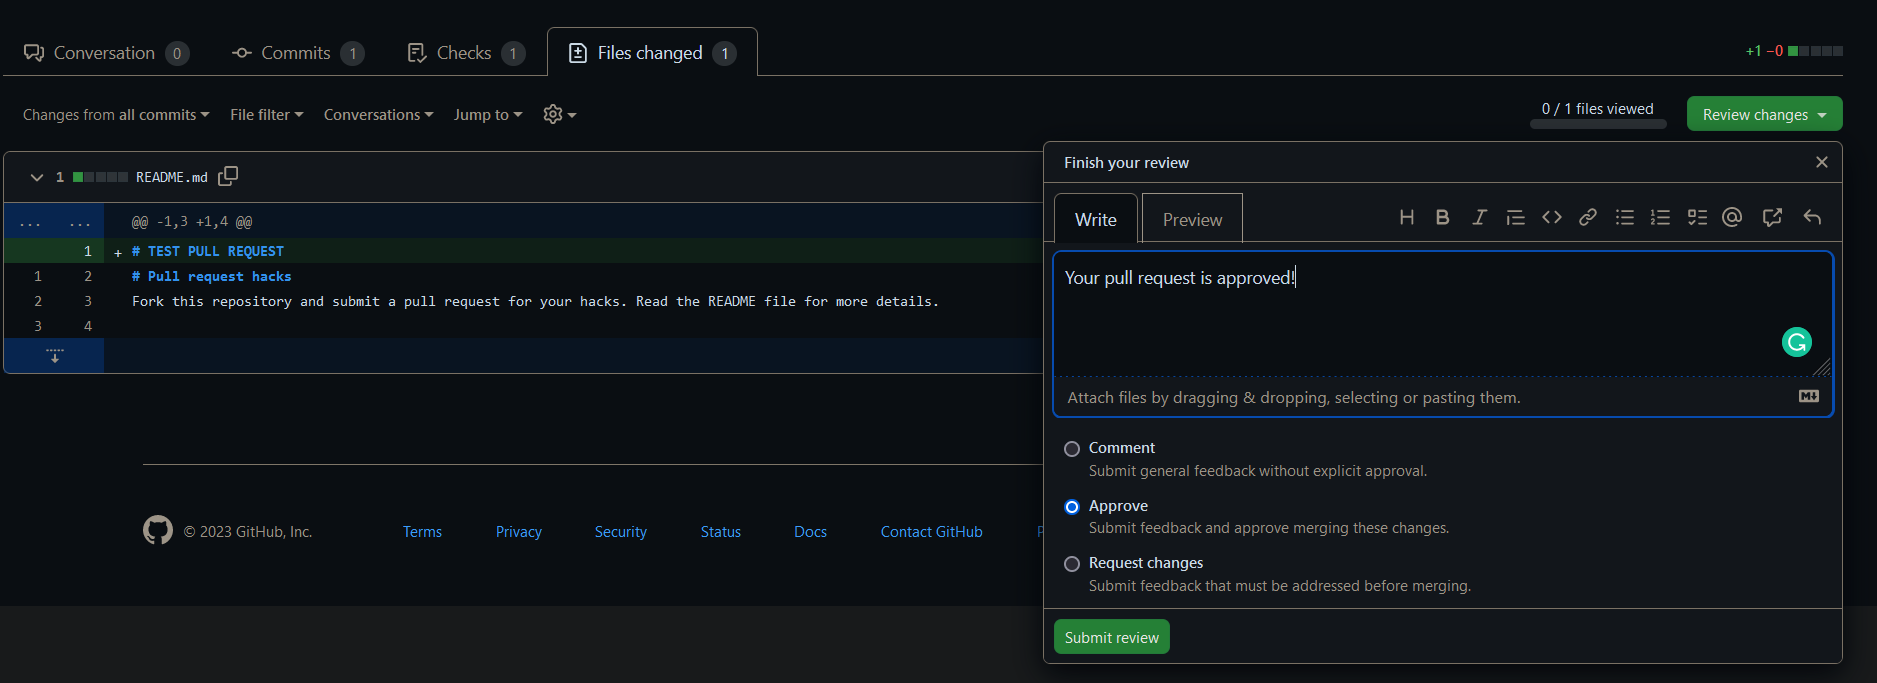 Conversation 0 Commits 1 Checks 1 Files changed 1 +1 −0
Changes from all commits File filter Conversations Jump to 0 / 1 files viewed Review changes
1 README.md
... ... @@ -1,3 +1,4 @@
1 + # TEST PULL REQUEST
1 2 # Pull request hacks
2 3 Fork this repository and submit a pull request for your hacks. Read the README file for more details.
3 4
© 2023 GitHub, Inc. Terms Privacy Security Status Docs Contact GitHub
Finish your review
Write Preview
Your pull request is approved!
Attach files by dragging & dropping, selecting or pasting them.
Comment
Submit general feedback without explicit approval.
Approve
Submit feedback and approve merging these changes.
Request changes
Submit feedback that must be addressed before merging.
Submit review